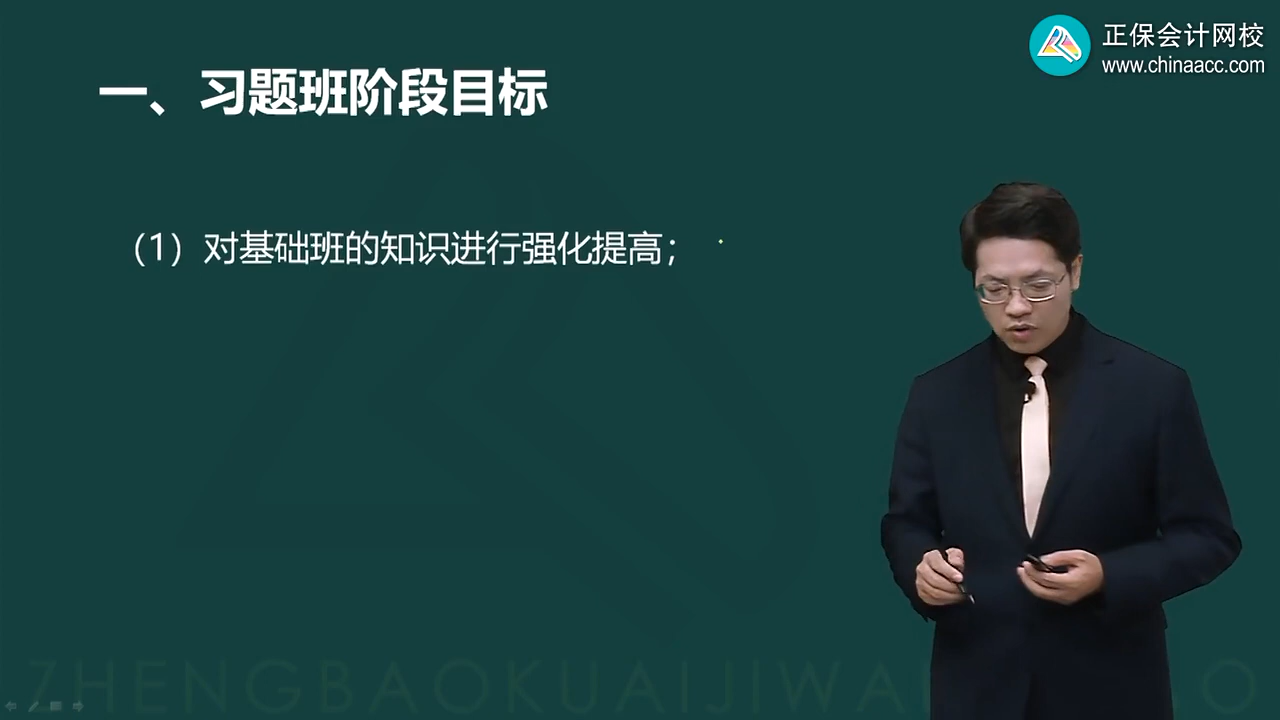 正保会计网校
www.chinaacc.com
一、习题班阶段目标
（1）对基础班的知识进行强化提高；
ZHENGBAOKUAIJIWA
O